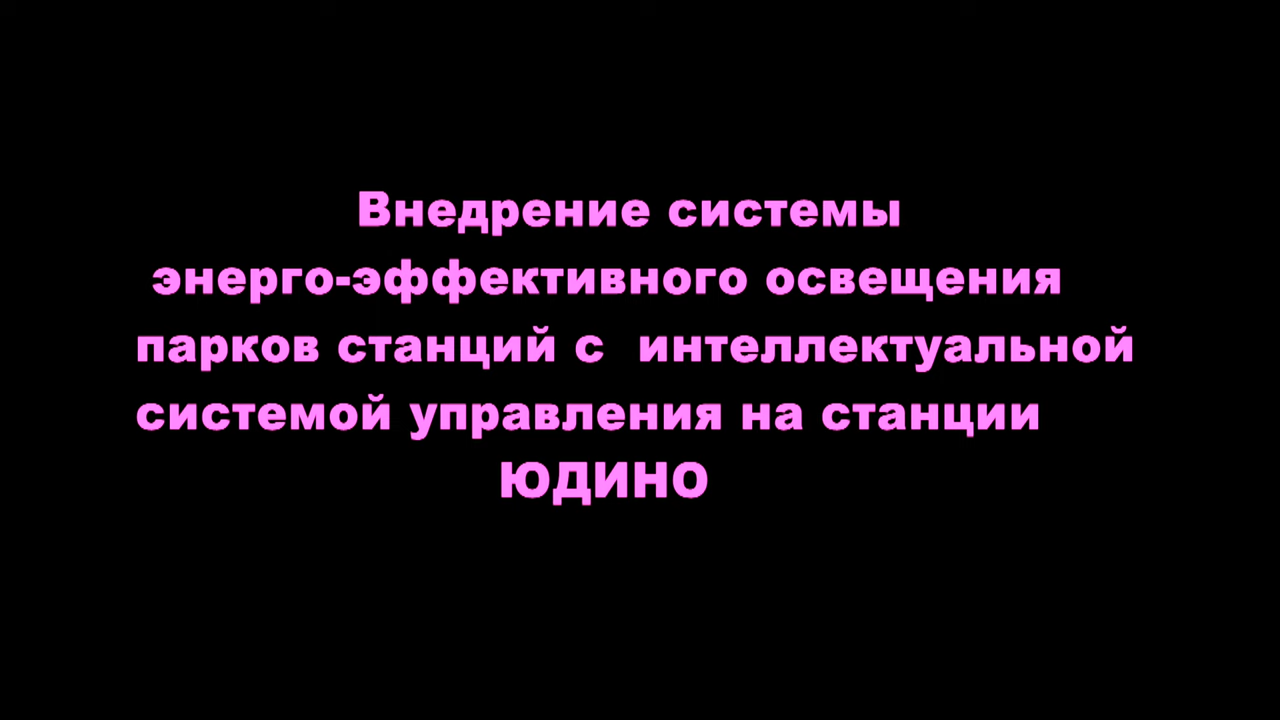 Внедрение системы
энерго-эффективного освещения
парков станций с интеллектуальной
системой управления на станции
ЮДИНО